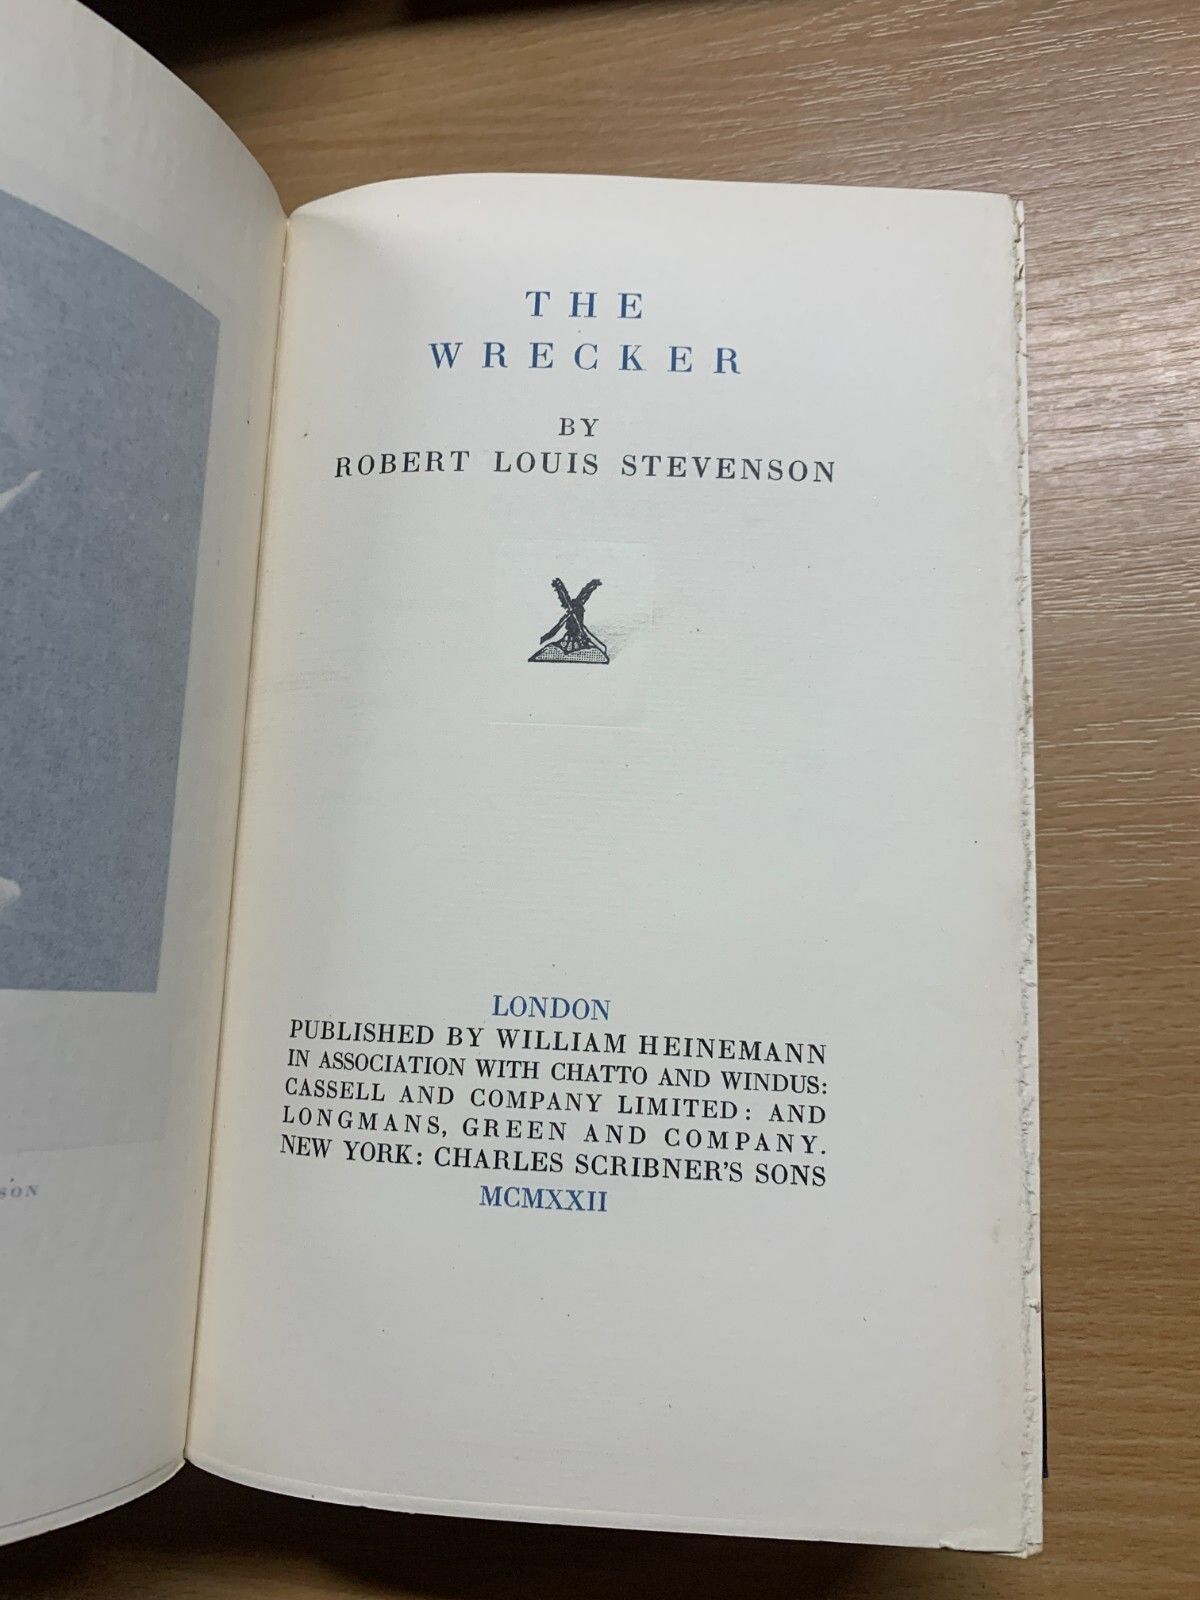 THE
WRECKER
BY
ROBERT LOUIS STEVENSON
LONDON
PUBLISHED BY WILLIAM HEINEMANN
IN ASSOCIATION WITH CHATTO AND WINDUS:
CASSELL AND COMPANY LIMITED: AND
LONGMANS, GREEN AND COMPANY.
NEW YORK: CHARLES SCRIBNER'S SONS
MCMXXII